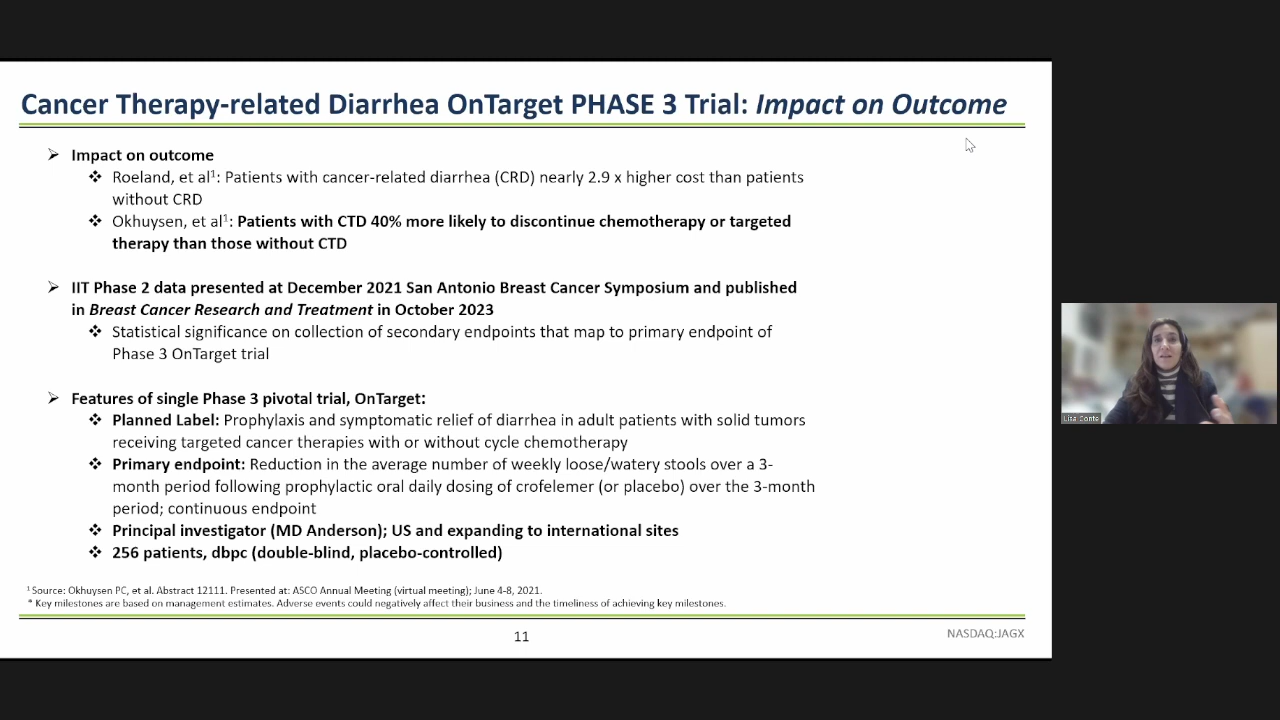 Cancer Therapy-related Diarrhea OnTarget PHASE 3 Trial: Impact on Outcome
Impact on outcome
Roeland, et al¹: Patients with cancer-related diarrhea (CRD) nearly 2.9 x higher cost than patients
without CRD
Okhuysen, et al¹: Patients with CTD 40% more likely to discontinue chemotherapy or targeted
therapy than those without CTD
IIT Phase 2 data presented at December 2021 San Antonio Breast Cancer Symposium and published
in Breast Cancer Research and Treatment in October 2023
Statistical significance on collection of secondary endpoints that map to primary endpoint of
Phase 3 OnTarget trial
Features of single Phase 3 pivotal trial, OnTarget:
Planned Label: Prophylaxis and symptomatic relief of diarrhea in adult patients with solid tumors
receiving targeted cancer therapies with or without cycle chemotherapy
Primary endpoint: Reduction in the average number of weekly loose/watery stools over a 3-
month period following prophylactic oral daily dosing of crofelemer (or placebo) over the 3-month
period; continuous endpoint
Principal investigator (MD Anderson); US and expanding to international sites
256 patients, dbpc (double-blind, placebo-controlled)
¹ Source: Okhuysen PC, et al. Abstract 12111. Presented at: ASCO Annual Meeting (virtual meeting); June 4-8, 2021.
* Key milestones are based on management estimates. Adverse events could negatively affect their business and the timeliness of achieving key milestones.
11
NASDAQ:JAGX
Lisa Conte